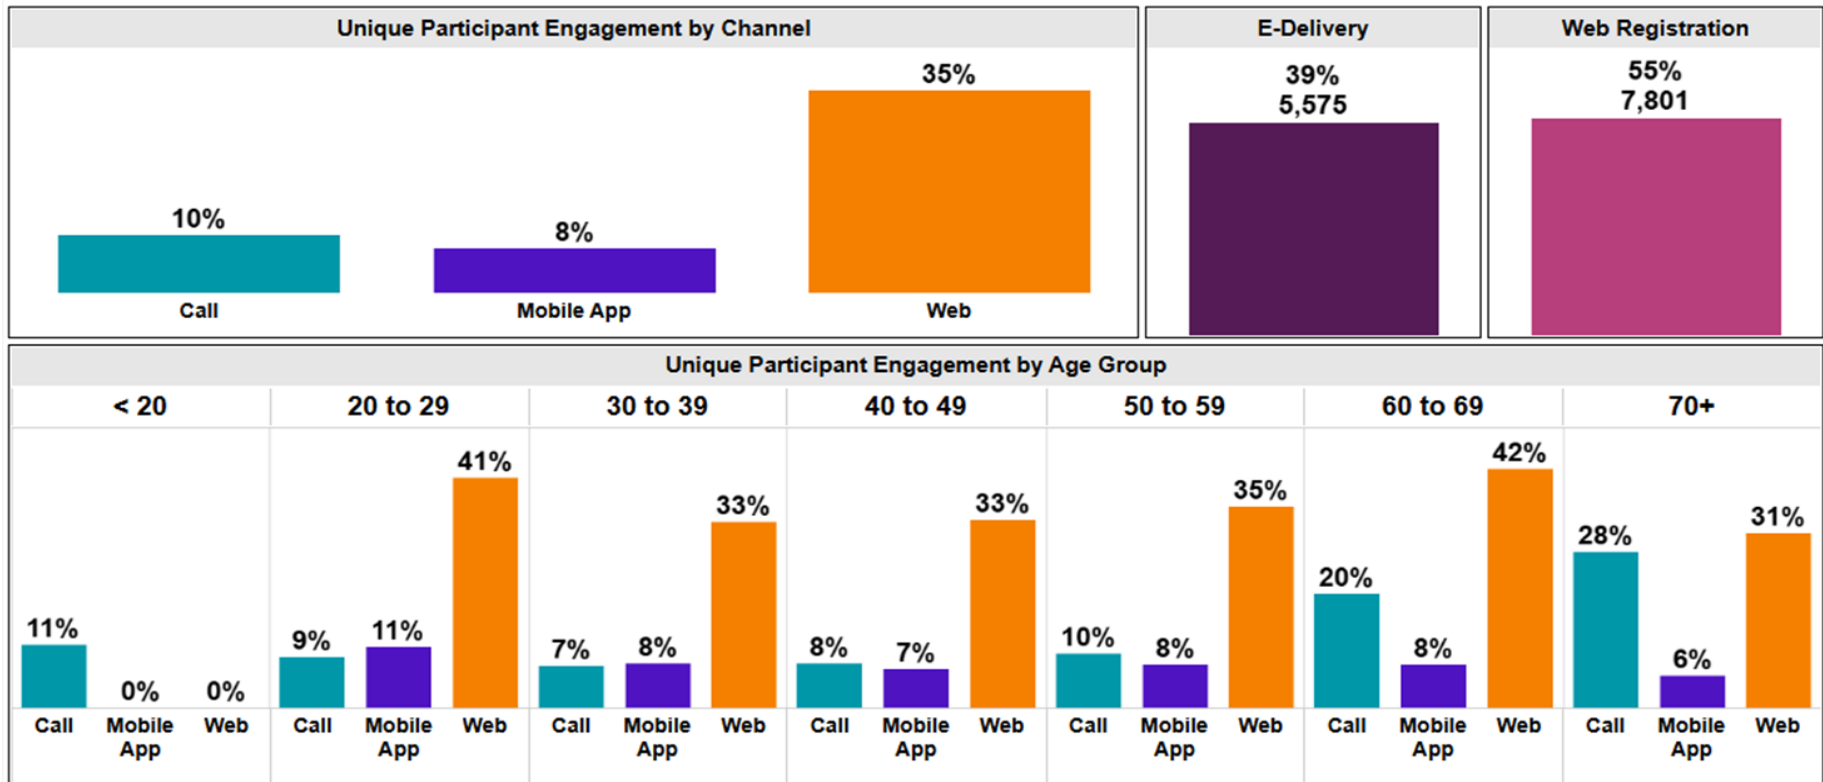 Unique Participant Engagement by Channel
10%
8%
35%
Call
Mobile App
Web
E-Delivery
39%
5,575
Web Registration
55%
7,801
Unique Participant Engagement by Age Group
< 20
11%
0%
0%
Call
Mobile
App
Web
20 to 29
9%
11%
41%
Call
Mobile
App
Web
30 to 39
7%
8%
33%
Call
Mobile
App
Web
40 to 49
8%
7%
33%
Call
Mobile
App
Web
50 to 59
10%
8%
35%
Call
Mobile
App
Web
60 to 69
20%
8%
42%
Call
Mobile
App
Web
70+
28%
6%
31%
Call
Mobile
App
Web